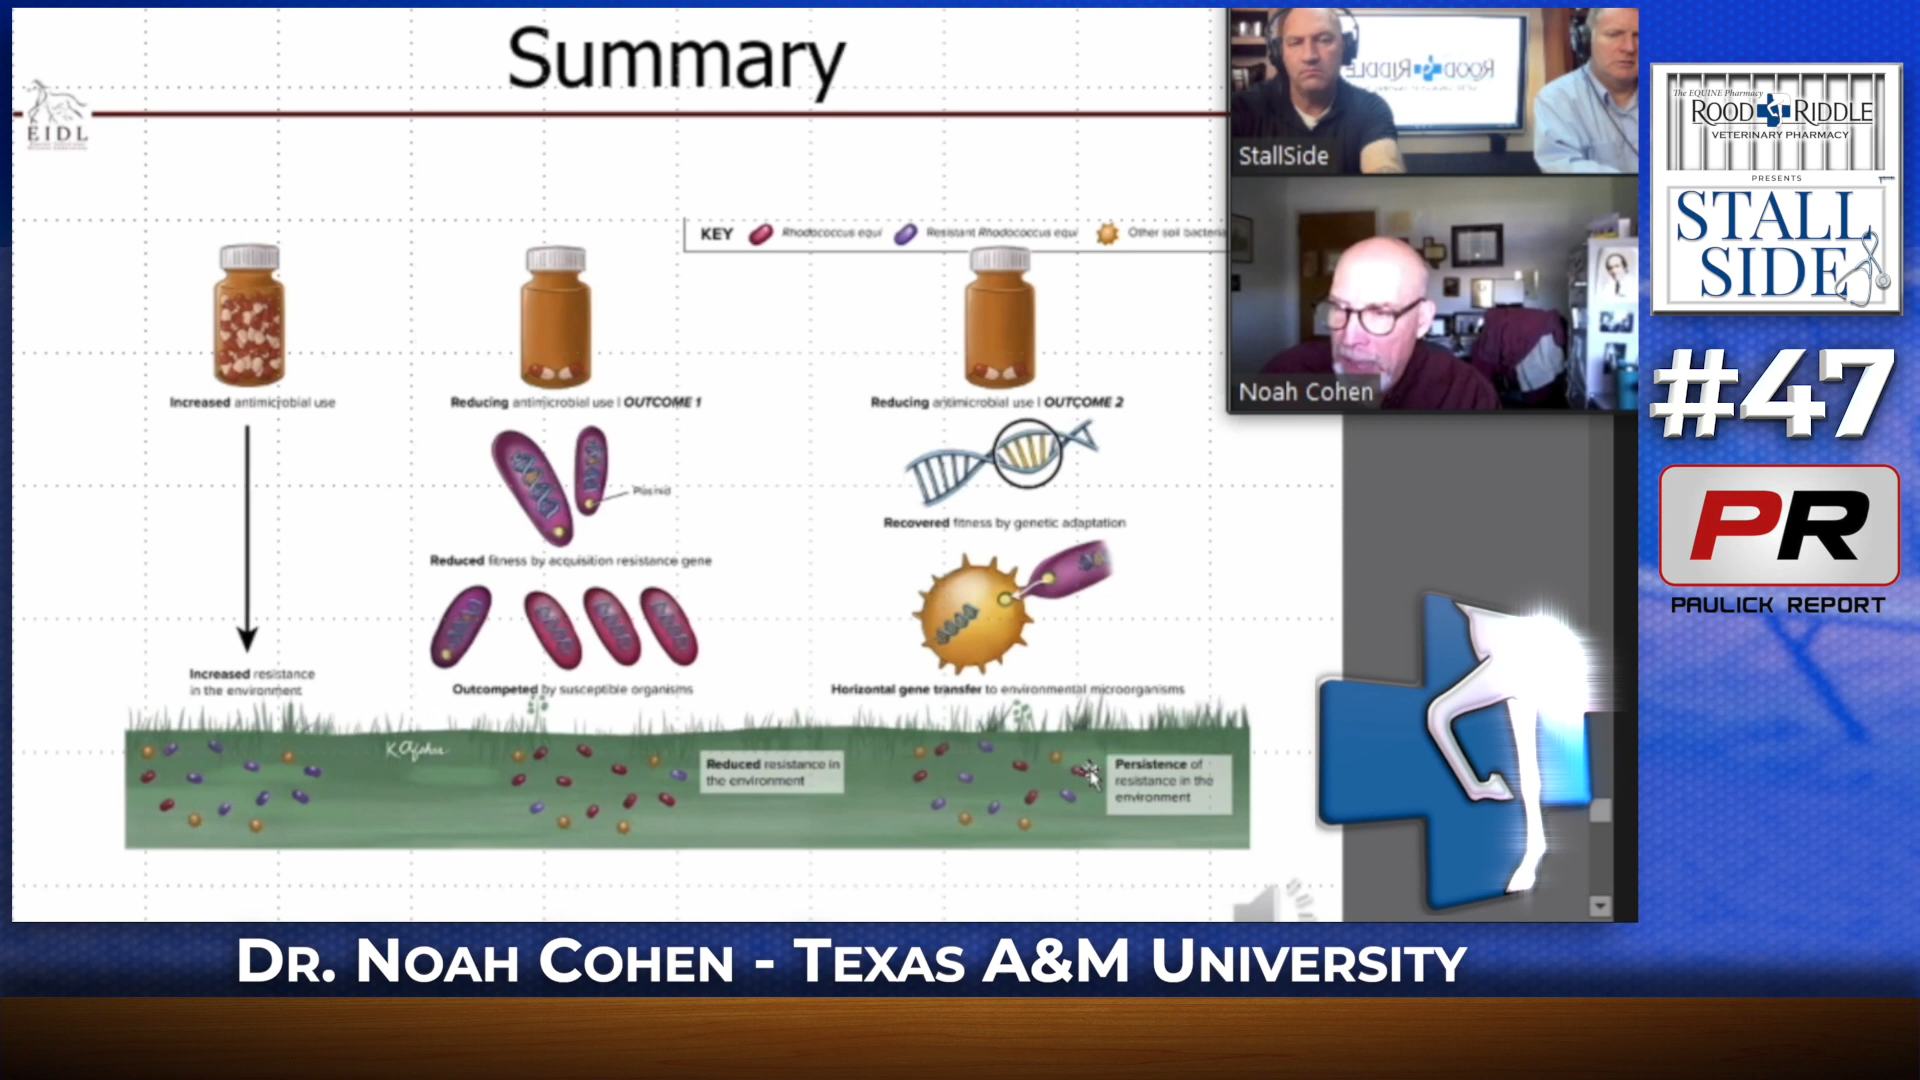 Summary
EIDL
KEY Rhodococcus equi Resistant Rhodococcus equi Other soil bacteria
Increased antimicrobial use
Reducing antimicrobial use | OUTCOME 1
Reducing antimicrobial use | OUTCOME 2
Plasmid
Recovered fitness by genetic adaptation
Reduced fitness by acquisition resistance gene
Increased resistance
in the environment
Outcompeted by susceptible organisms
Horizontal gene transfer to environmental microorganisms
Reduced resistance in
the environment
Persistence of
resistance in the
environment
ROOD RIDDLE
StallSide
Noah Cohen
The EQUINE Pharmacy
ROOD RIDDLE
VETERINARY PHARMACY
PRESENTS
STALL
SIDE
#47
PR
PAULICK REPORT
DR. NOAH COHEN - TEXAS A&M UNIVERSITY